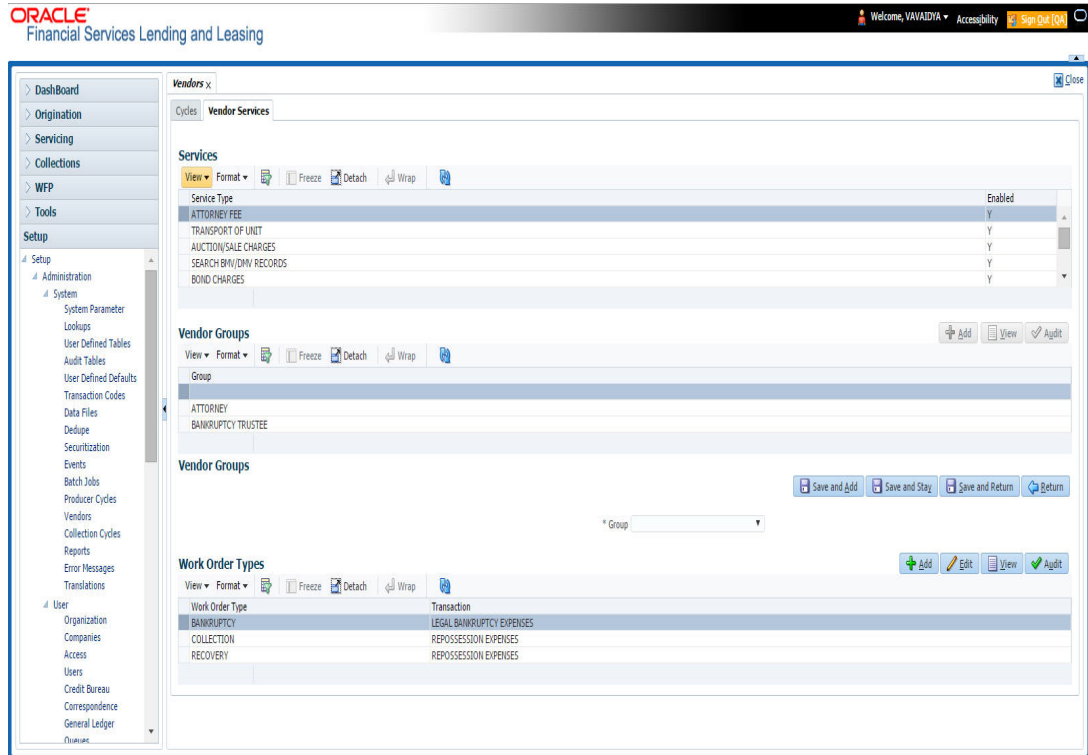 ORACLE'
Financial Services Lending and Leasing
Welcome, VAVAIDYA Accessibility Sign Out [QA]
DashBoard
Origination
Servicing
Collections
WFP
Tools
Setup
Setup
Administration
System
System Parameter
Lookups
User Defined Tables
Audit Tables
User Defined Defaults
Transaction Codes
Data Files
Dedupe
Securitization
Events
Batch Jobs
Producer Cycles
Vendors
Collection Cycles
Reports
Error Messages
Translations
User
Organization
Companies
Access
Users
Credit Bureau
Correspondence
General Ledger
Queues
Vendors x
Close
Cycles Vendor Services
Services
View Format Freeze Detach Wrap
Service Type Enabled
ATTORNEY FEE Y
TRANSPORT OF UNIT Y
AUCTION/SALE CHARGES Y
SEARCH BMV/DMV RECORDS Y
BOND CHARGES Y
Vendor Groups
Add View Audit
View Format Freeze Detach Wrap
Group
ATTORNEY
BANKRUPTCY TRUSTEE
Vendor Groups
Save and Add Save and Stay Save and Return Return
* Group
Work Order Types
Add Edit View Audit
View Format Freeze Detach Wrap
Work Order Type Transaction
BANKRUPTCY LEGAL BANKRUPTCY EXPENSES
COLLECTION REPOSSESSION EXPENSES
RECOVERY REPOSSESSION EXPENSES